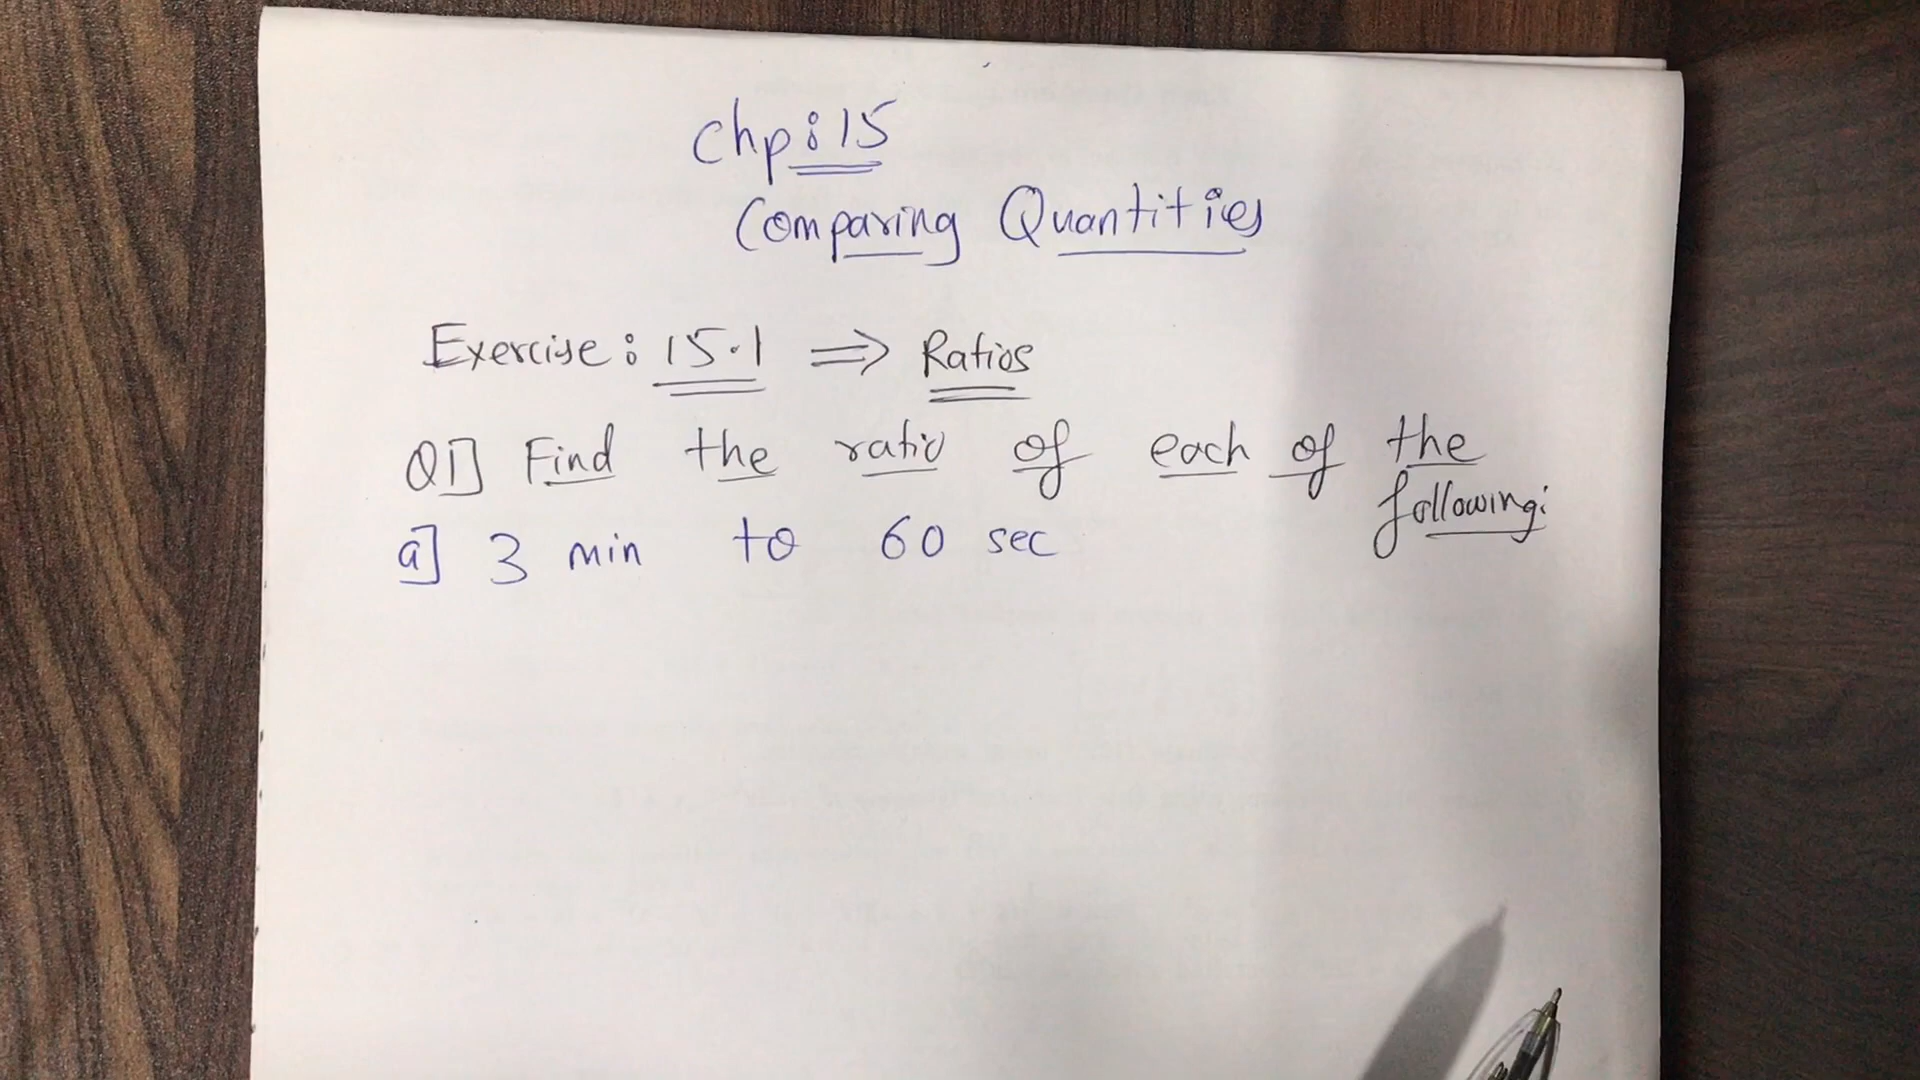 Chp: 15
Comparing Quantities
Exercise: 15.1 ⇒ Ratios
Q1] Find the ratio of each of the
following:
a] 3 min to 60 sec